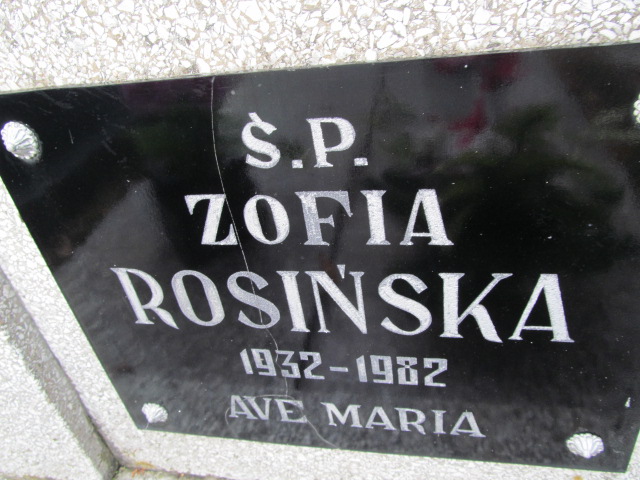 Ś.P.
ZOFIA
ROSIŃSKA
1932-1982
AVE MARIA